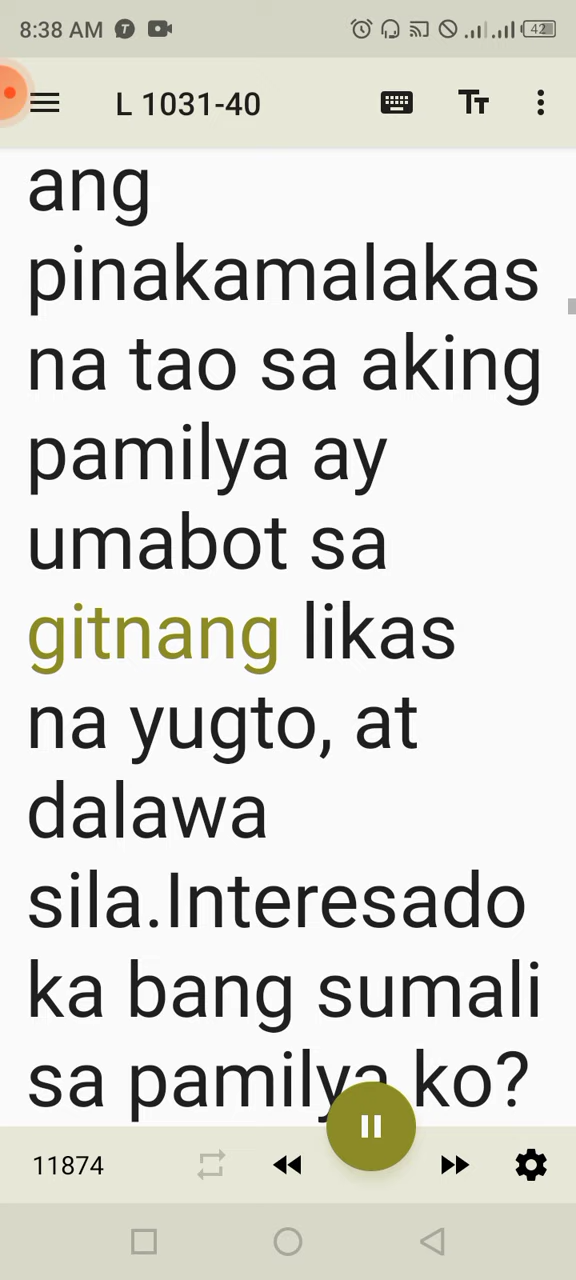 8:38 AM
42
L 1031-40
ang
pinakamalakas
na tao sa aking
pamilya ay
umabot sa
gitnang likas
na yugto, at
dalawa
sila.Interesado
ka bang sumali
sa pamilya ko?
11874